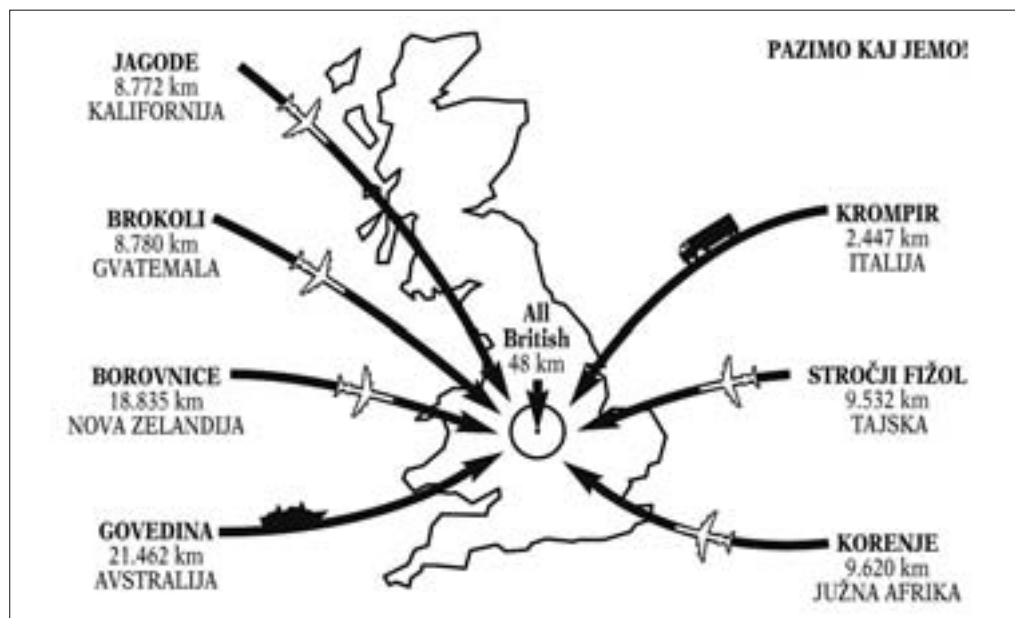 PAZIMO KAJ JEMO!
JAGODE
8.772 km
KALIFORNIJA
BROKOLI
8.780 km
GVATEMALA
BOROVNICE
18.835 km
NOVA ZELANDIJA
GOVEDINA
21.462 km
AVSTRALIJA
All
British
48 km
KROMPIR
2.447 km
ITALIJA
STROČJI FIŽOL
9.532 km
TAJSKA
KORENJE
9.620 km
JUŽNA AFRIKA